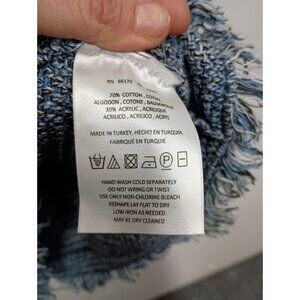 RN 66170
70% COTTON,
ALGODON, COTONE, BAUMWOLLE
30% ACRYLIC, ACRILIQUE
ACRILICO, ACRILICO, ACRYL
MADE IN TURKEY, HECHO EN TURQUIA,
FABRIQUE EN TURQUIE
HAND WASH COLD SEPARATELY
DO NOT WRING OR TWIST
USE ONLY NON-CHLORINE BLEACH
RESHAPE LAY FLAT TO DRY
LOW IRON AS NEEDED
MAY BE DRY CLEANED